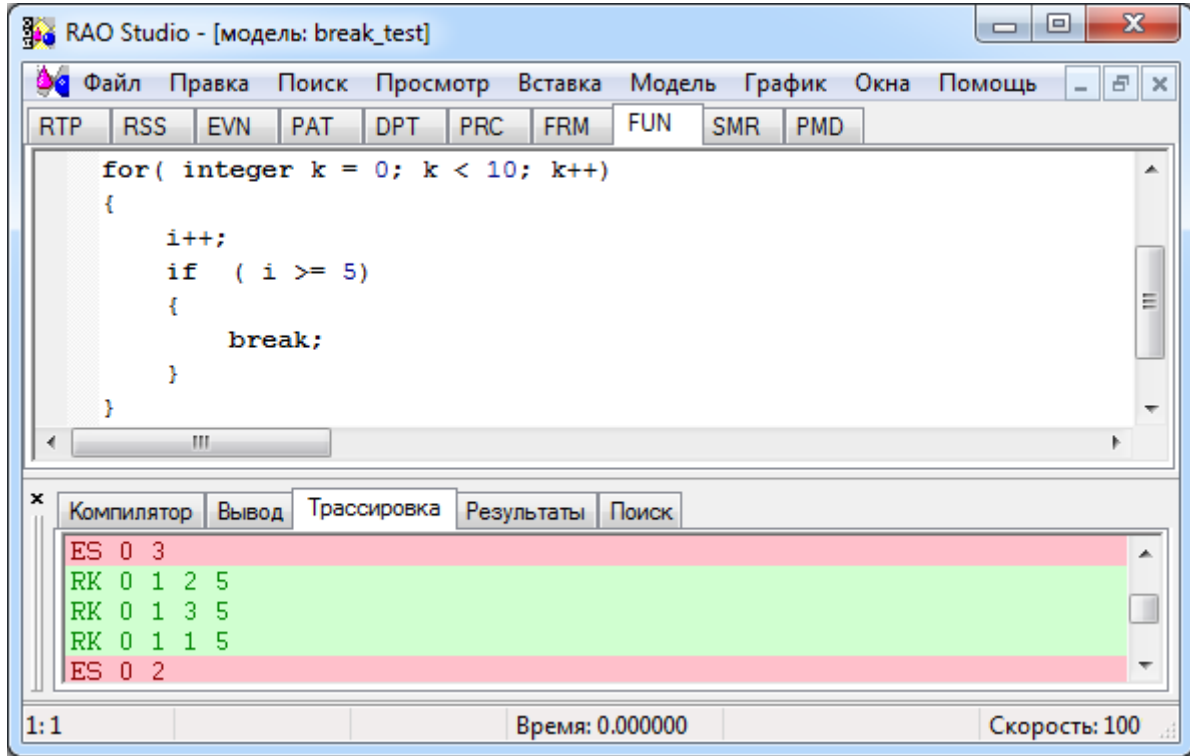 RAO Studio - [модель: break_test]
Файл Правка Поиск Просмотр Вставка Модель График Окна Помощь
RTP RSS EVN PAT DPT PRC FRM FUN SMR PMD
for( integer k = 0; k < 10; k++)
{
i++;
if ( i >= 5)
{
break;
}
}
Компилятор Вывод Трассировка Результаты Поиск
ES 0 3
RK 0 1 2 5
RK 0 1 3 5
RK 0 1 1 5
ES 0 2
1: 1 Время: 0.000000 Скорость: 100